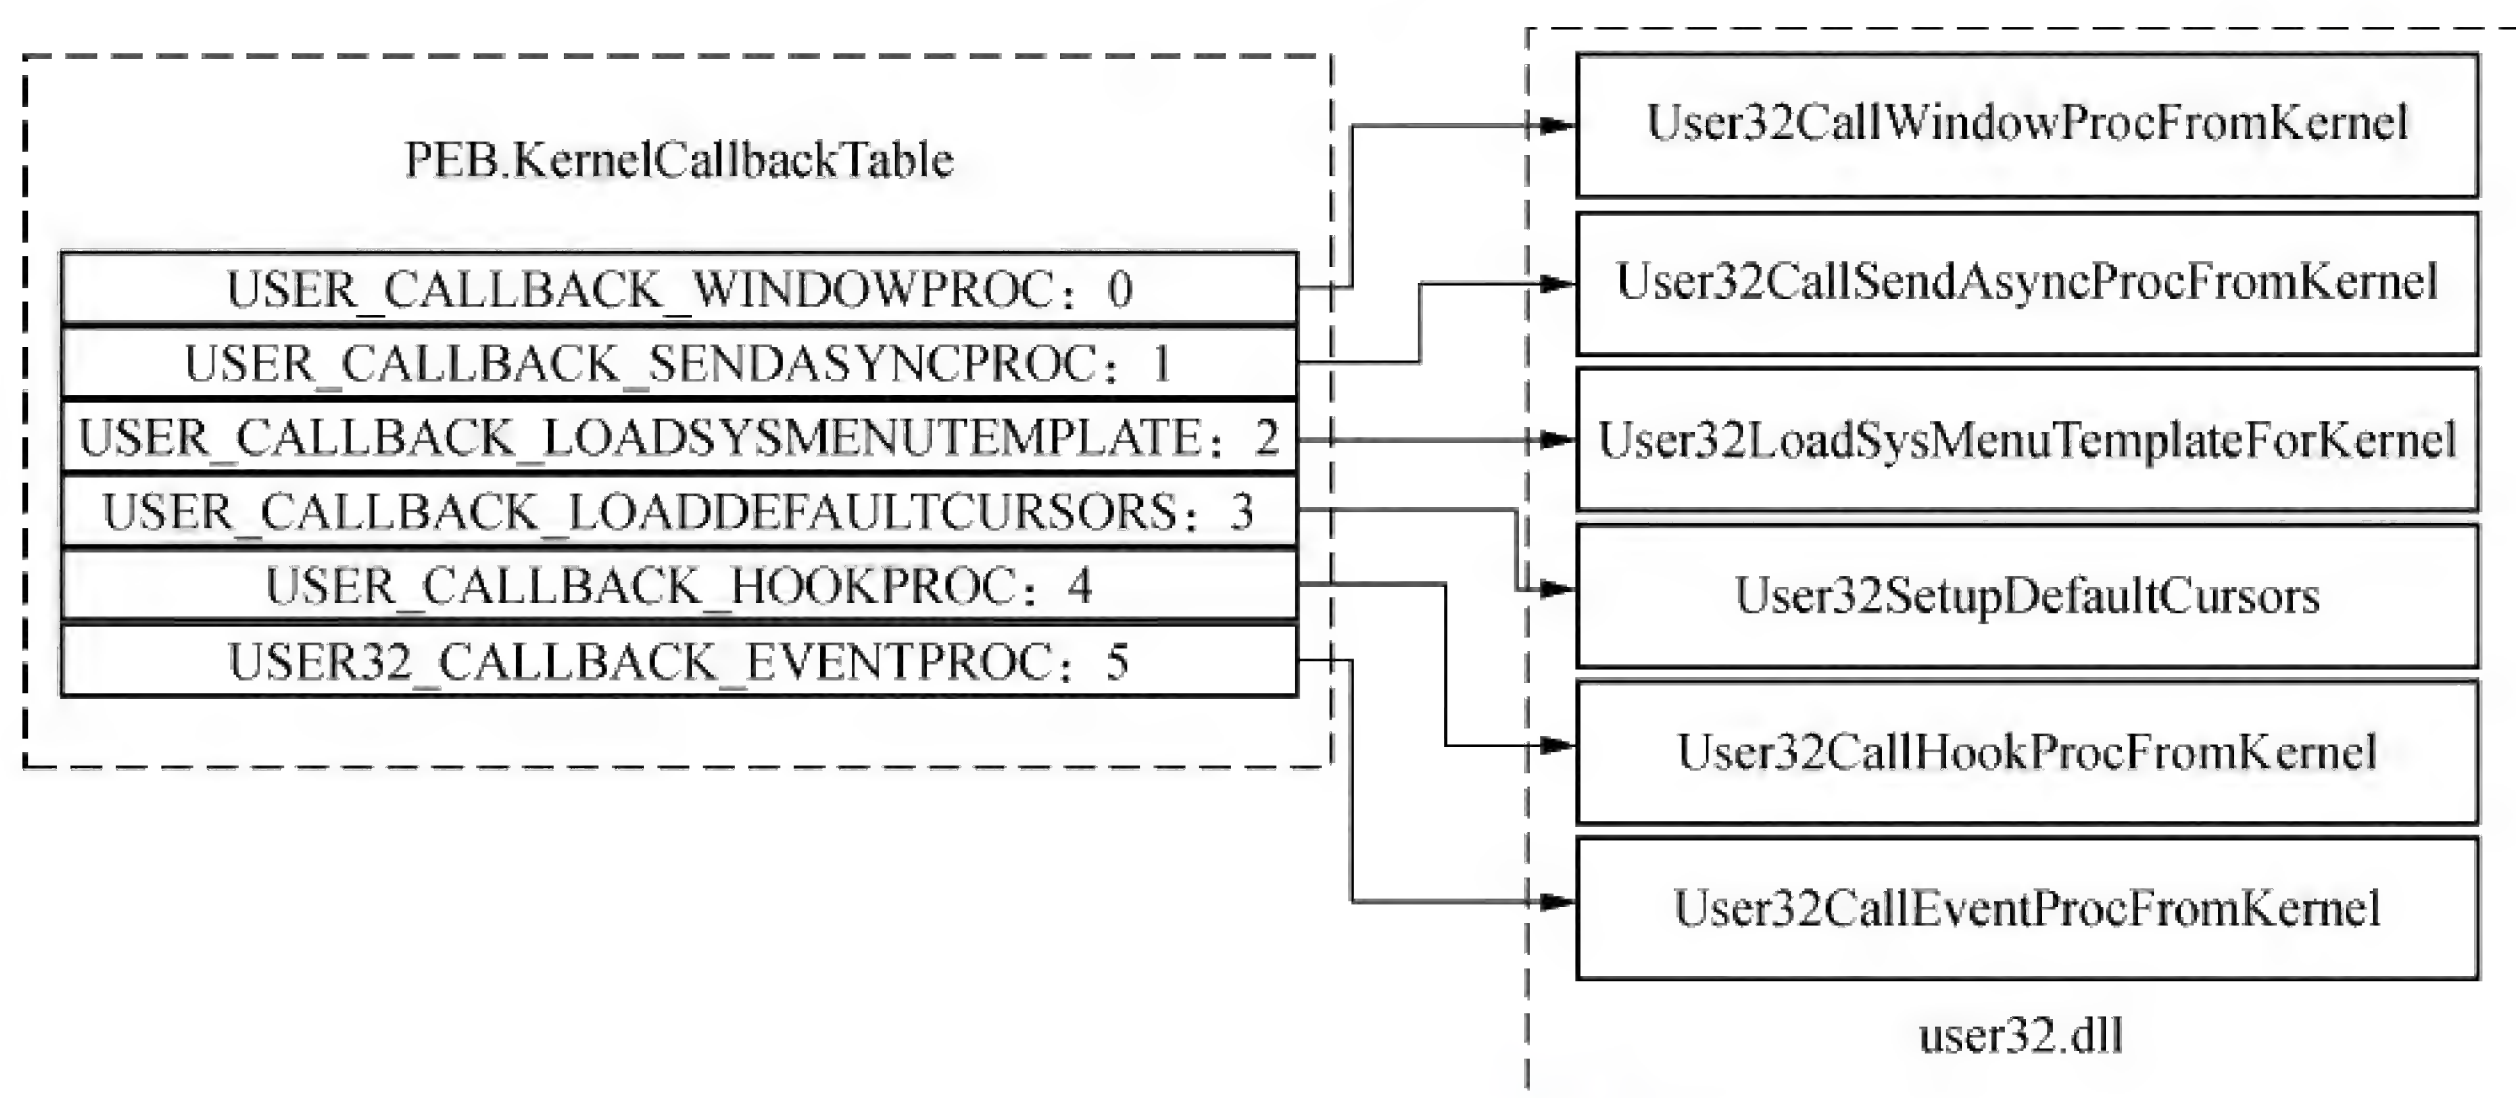 PEB.KernelCallbackTable
USER_CALLBACK_WINDOWPROC：0
USER_CALLBACK_SENDASYNCPROC：1
USER_CALLBACK_LOADSYSMENUTEMPLATE：2
USER_CALLBACK_LOADDEFAULTCURSORS：3
USER_CALLBACK_HOOKPROC：4
USER32_CALLBACK_EVENTPROC：5
User32CallWindowProcFromKernel
User32CallSendAsyncProcFromKernel
User32LoadSysMenuTemplateForKernel
User32SetupDefaultCursors
User32CallHookProcFromKernel
User32CallEventProcFromKernel
user32.dll